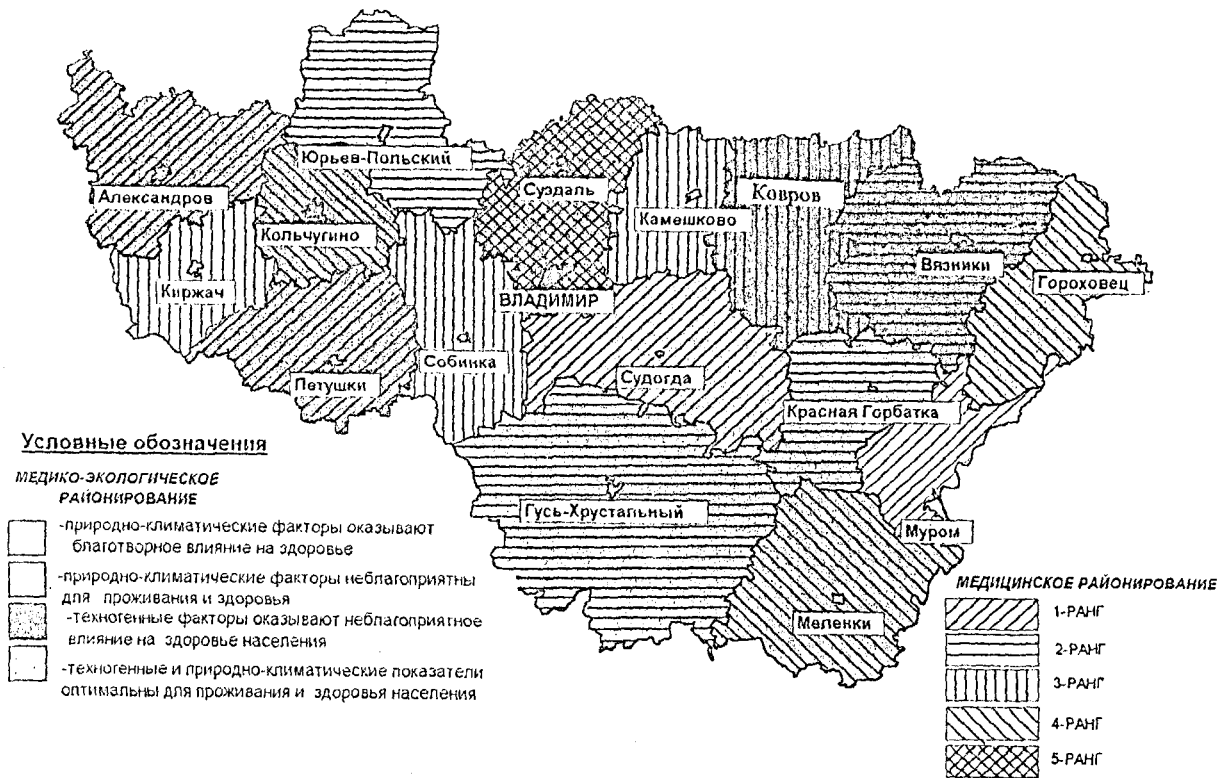 Юрьев-Польский
Александров
Суздаль
Камешково
Ковров
Кольчугино
Вязники
Киржач
ВЛАДИМИР
Гороховец
Собинка
Судогда
Петушки
Красная Горбатка
Гусь-Хрустальный
Муром
Меленки
Условные обозначения
МЕДИКО-ЭКОЛОГИЧЕСКОЕ
РАЙОНИРОВАНИЕ
-природно-климатические факторы оказывают
благотворное влияние на здоровье
-природно-климатические факторы неблагоприятны
для проживания и здоровья
-техногенные факторы оказывают неблагоприятное
влияние на здоровье населения
-техногенные и природно-климатические показатели
оптимальны для проживания и здоровья населения
МЕДИЦИНСКОЕ РАЙОНИРОВАНИЕ
1-РАНГ
2-РАНГ
3-РАНГ
4-РАНГ
5-РАНГ